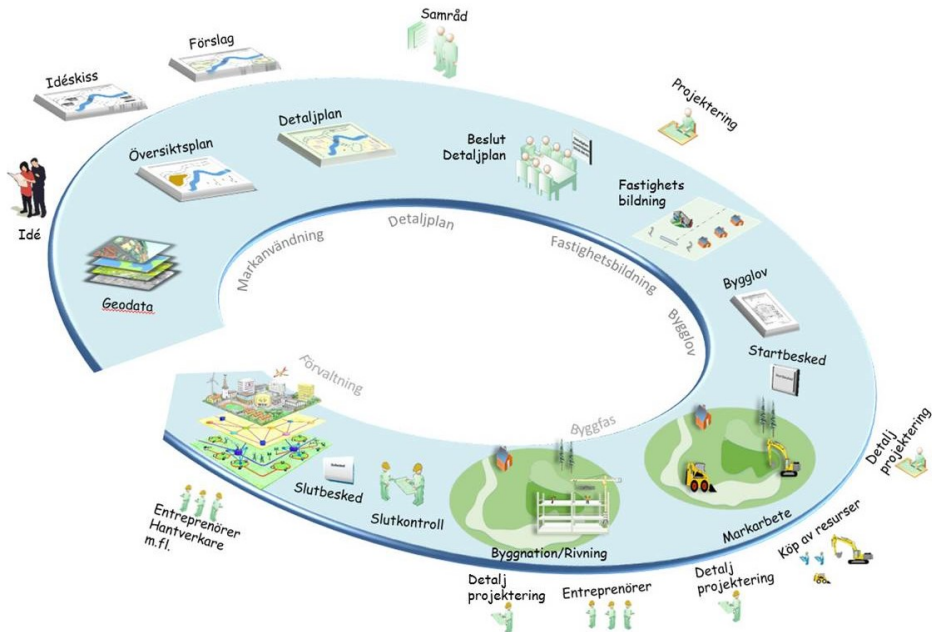 Samråd
Förslag
Idéskiss
Projektering
Detaljplan
Översiktsplan
Beslut
Detaljplan
Fastighets
bildning
Idé
Geodata
Markanvändning
Detaljplan
Fastighetsbildning
Bygglov
Bygglov
Startbesked
Förvaltning
Byggfas
Detalj
projektering
Slutbesked
Slutkontroll
Markarbete
Köp av resurser
Byggnation/Rivning
Entreprenörer
Hantverkare
m.fl.
Detalj
projektering
Entreprenörer
Detalj
projektering